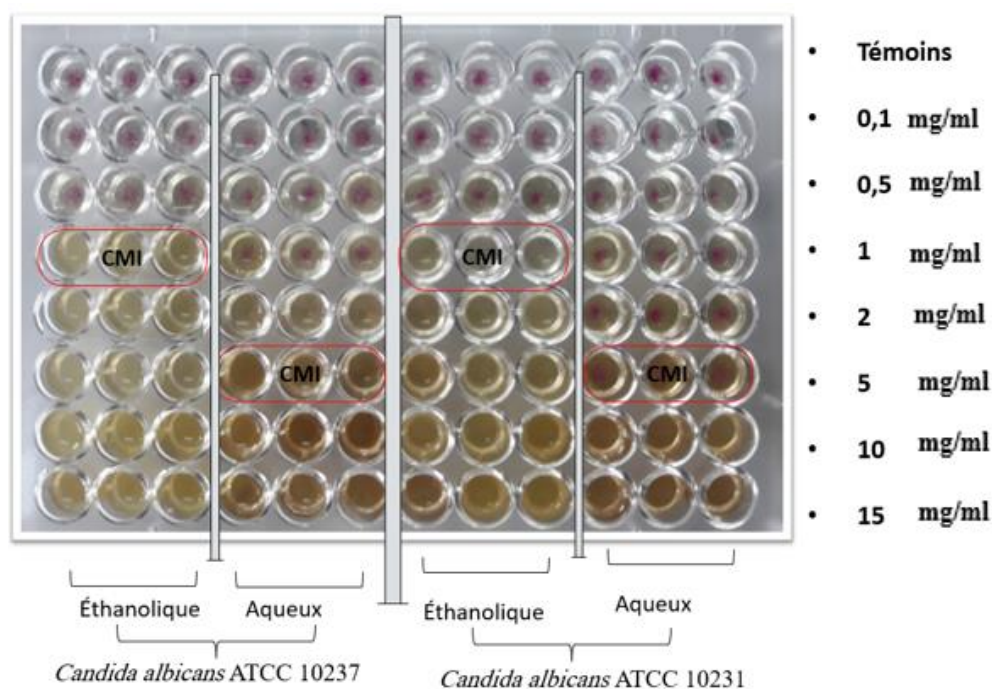 • Témoins
• 0,1 mg/ml
• 0,5 mg/ml
CMI CMI
• 1 mg/ml
• 2 mg/ml
CMI CMI
• 5 mg/ml
• 10 mg/ml
• 15 mg/ml
Éthanolique Aqueux Éthanolique Aqueux
Candida albicans ATCC 10237 Candida albicans ATCC 10231